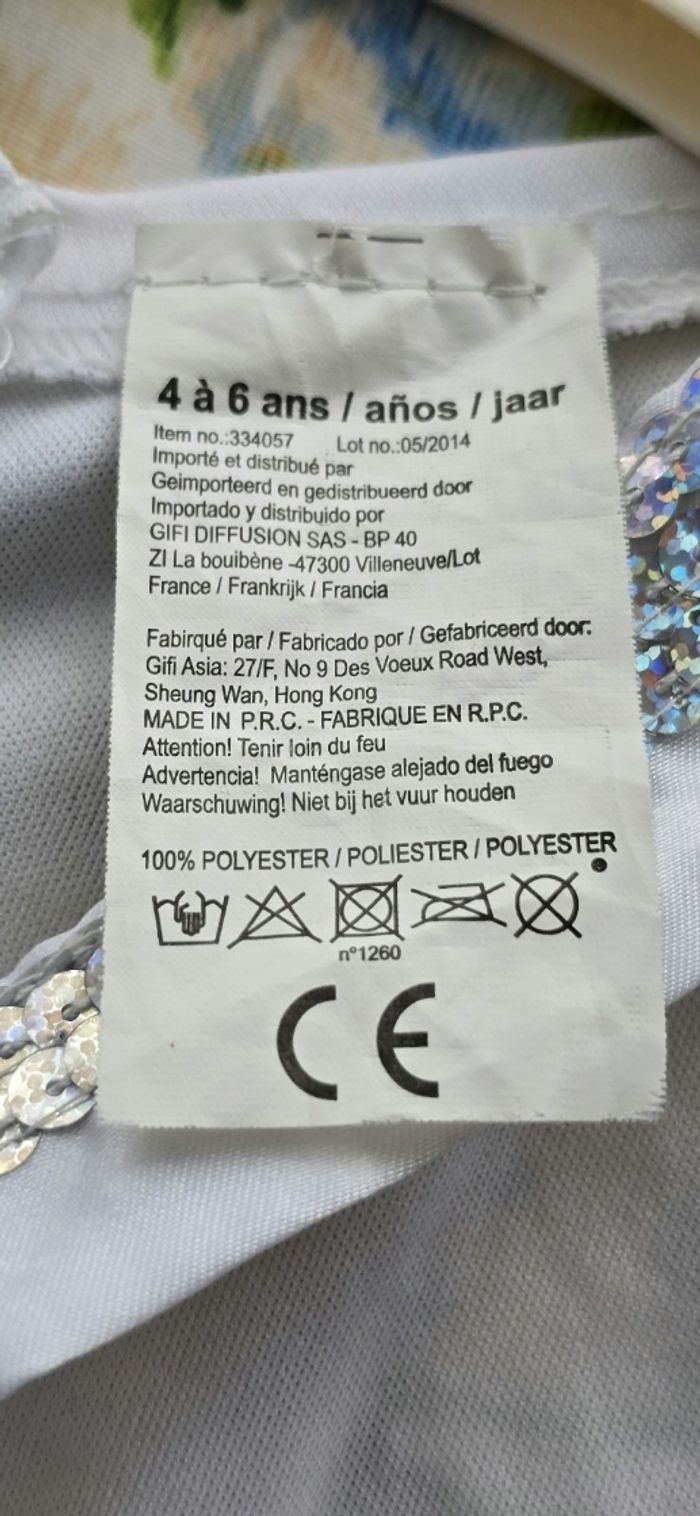 4 à 6 ans / años / jaar
Item no.:334057 Lot no.:05/2014
Importé et distribué par
Geimporteerd en gedistribueerd door
Importado y distribuido por
GIFI DIFFUSION SAS - BP 40
ZI La bouibène -47300 Villeneuve/Lot
France / Frankrijk / Francia
Fabirqué par / Fabricado por / Gefabriceerd door:
Gifi Asia: 27/F, No 9 Des Voeux Road West,
Sheung Wan, Hong Kong
MADE IN P.R.C. - FABRIQUE EN R.P.C.
Attention! Tenir loin du feu
Advertencia! Manténgase alejado del fuego
Waarschuwing! Niet bij het vuur houden
100% POLYESTER / POLIESTER / POLYESTER
n°1260
CE